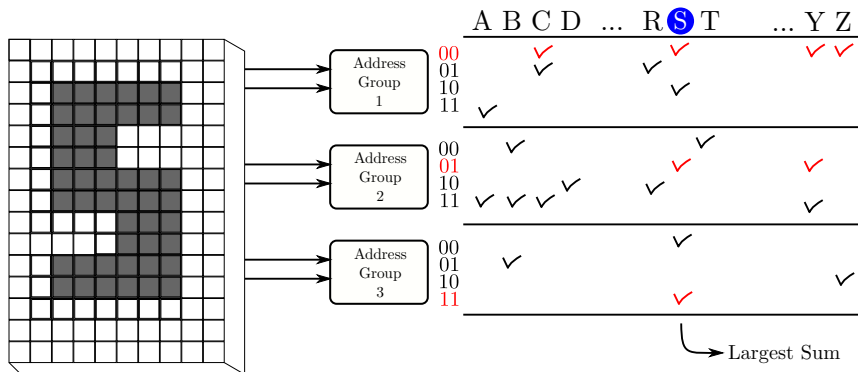 A B C D ... R S T ... Y Z
Address
Group
1
00
01
10
11
Address
Group
2
00
01
10
11
Address
Group
3
00
01
10
11
Largest Sum